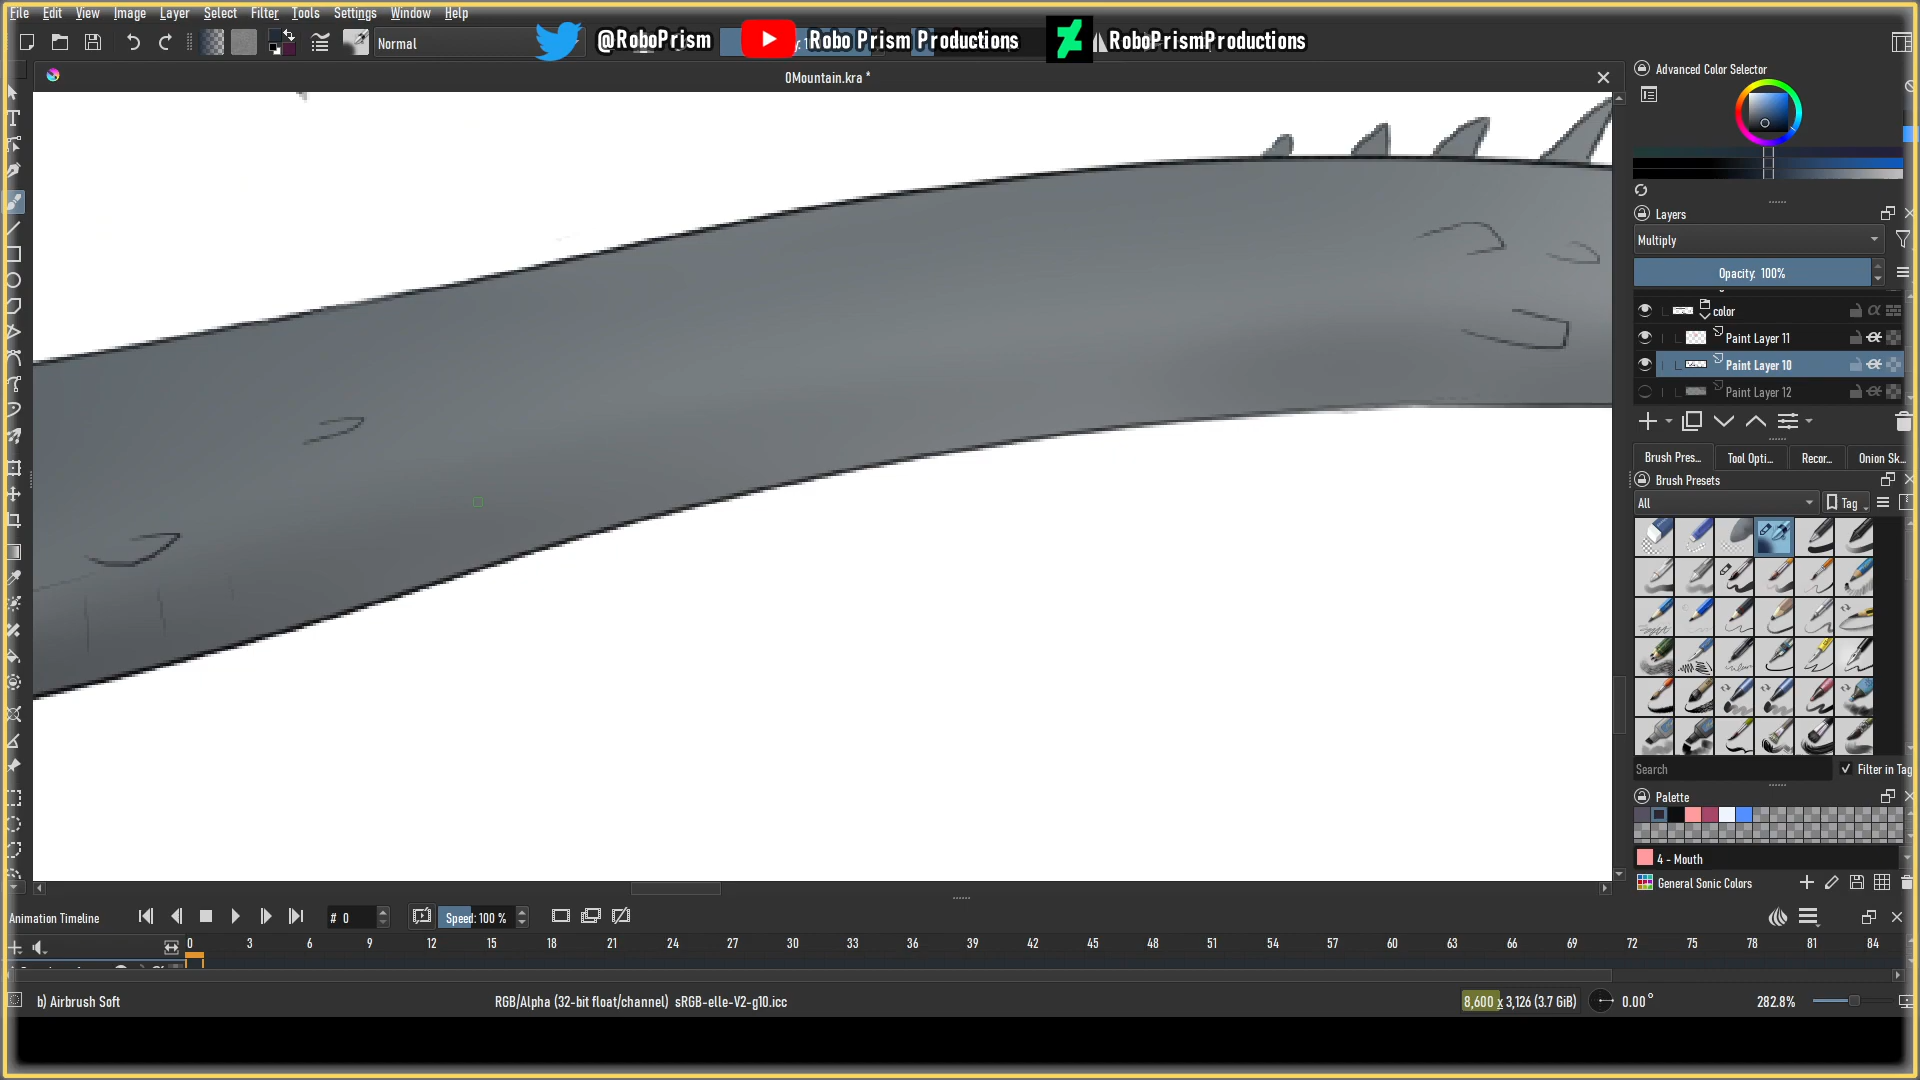 File Edit View Image Layer Select Filter Tools Settings Window Help
Normal
@RoboPrism Robo Prism Productions RoboPrismProductions
0Mountain.kra *
Advanced Color Selector
Layers
Multiply
Opacity: 100%
color
Paint Layer 11
Paint Layer 10
Paint Layer 12
Brush Pres... Tool Opti... Recor... Onion Sk...
Brush Presets
All Tag
Search Filter in Tag
Palette
4 - Mouth
General Sonic Colors
Animation Timeline # 0 Speed: 100 %
0 3 6 9 12 15 18 21 24 27 30 33 36 39 42 45 48 51 54 57 60 63 66 69 72 75 78 81 84
b) Airbrush Soft RGB/Alpha (32-bit float/channel) sRGB-elle-V2-g10.icc 8,600 x 3,126 (3.7 GiB) 0.00° 282.8%